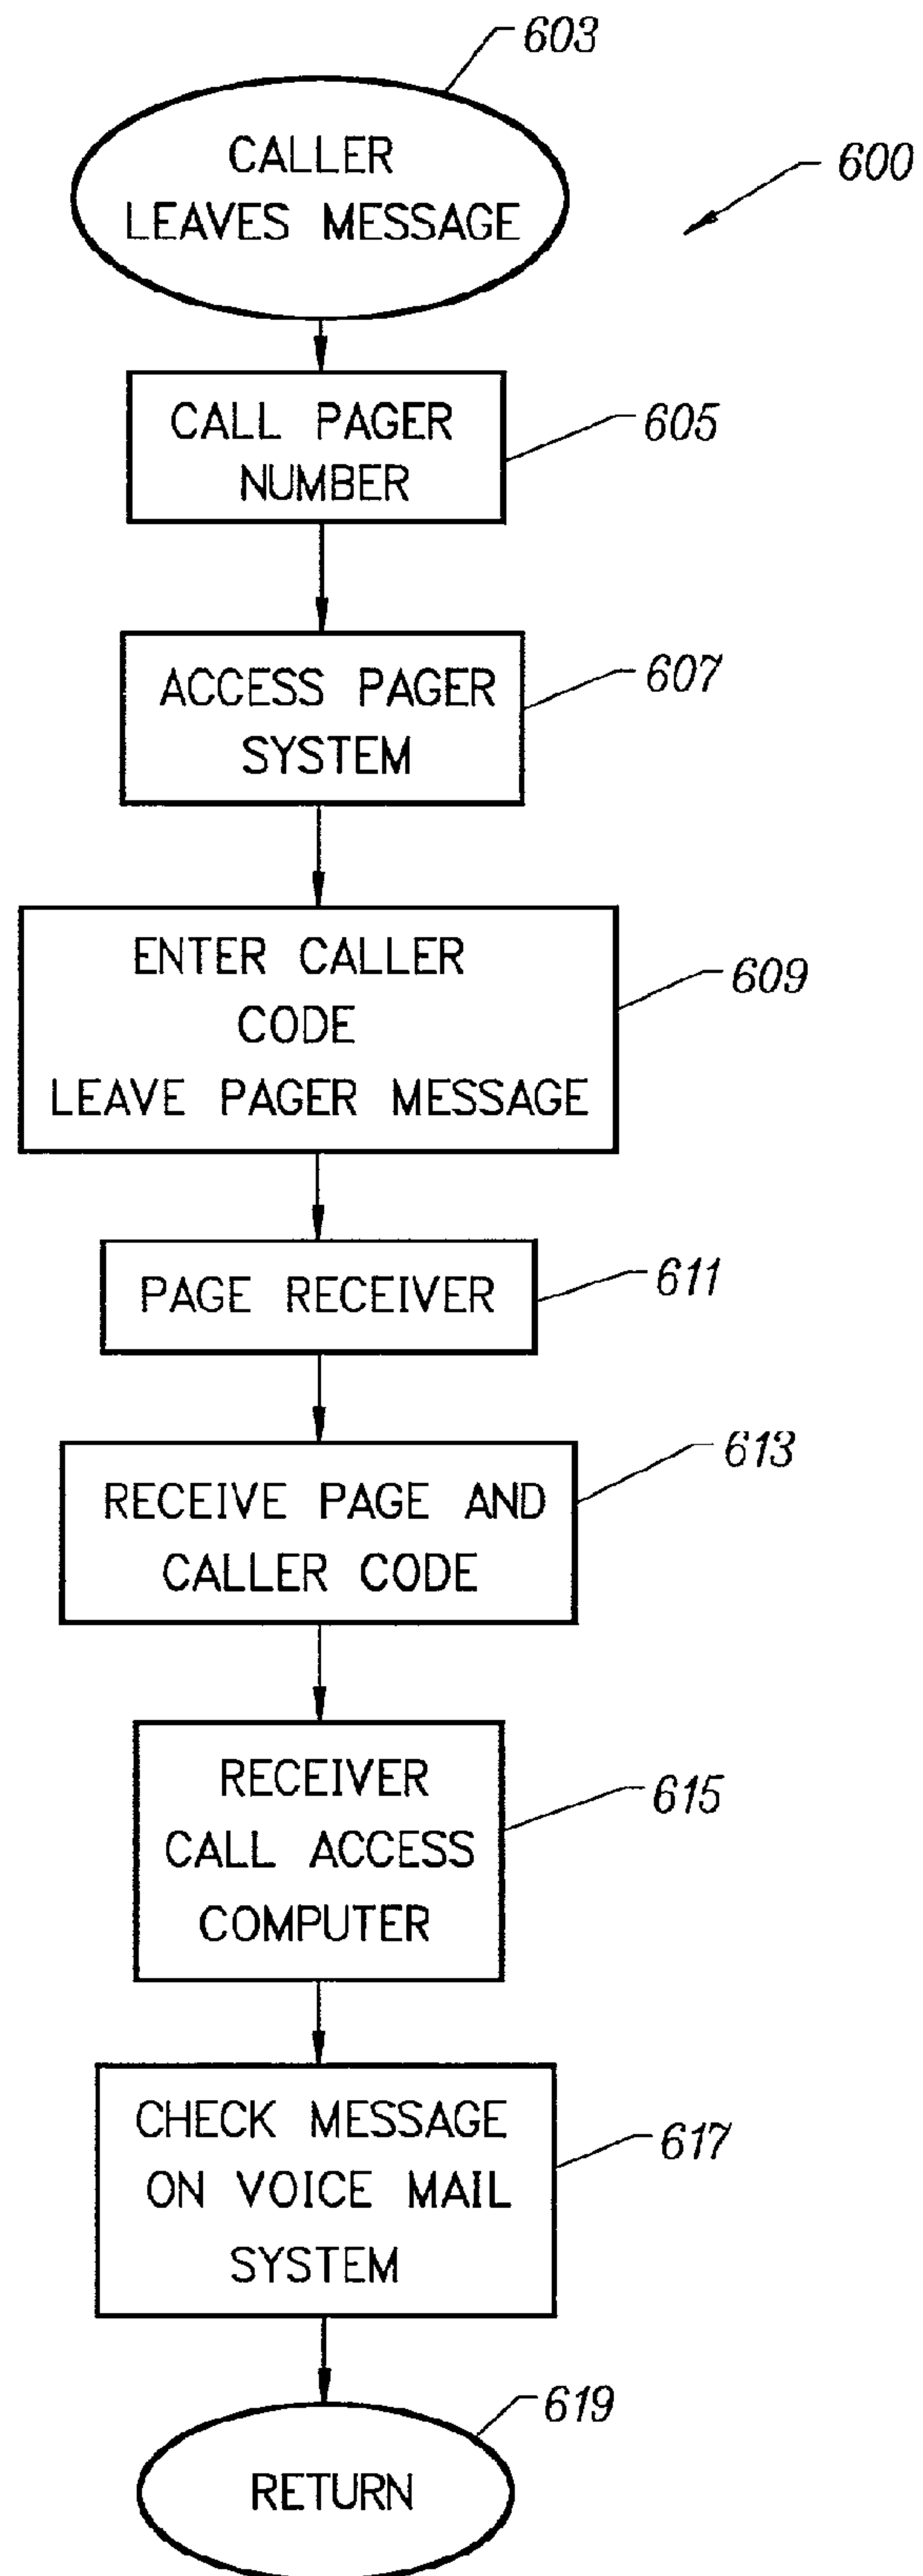 603
CALLER
LEAVES MESSAGE
600
CALL PAGER
NUMBER
605
ACCESS PAGER
SYSTEM
607
ENTER CALLER
CODE
LEAVE PAGER MESSAGE
609
PAGE RECEIVER
611
RECEIVE PAGE AND
CALLER CODE
613
RECEIVER
CALL ACCESS
COMPUTER
615
CHECK MESSAGE
ON VOICE MAIL
SYSTEM
617
619
RETURN